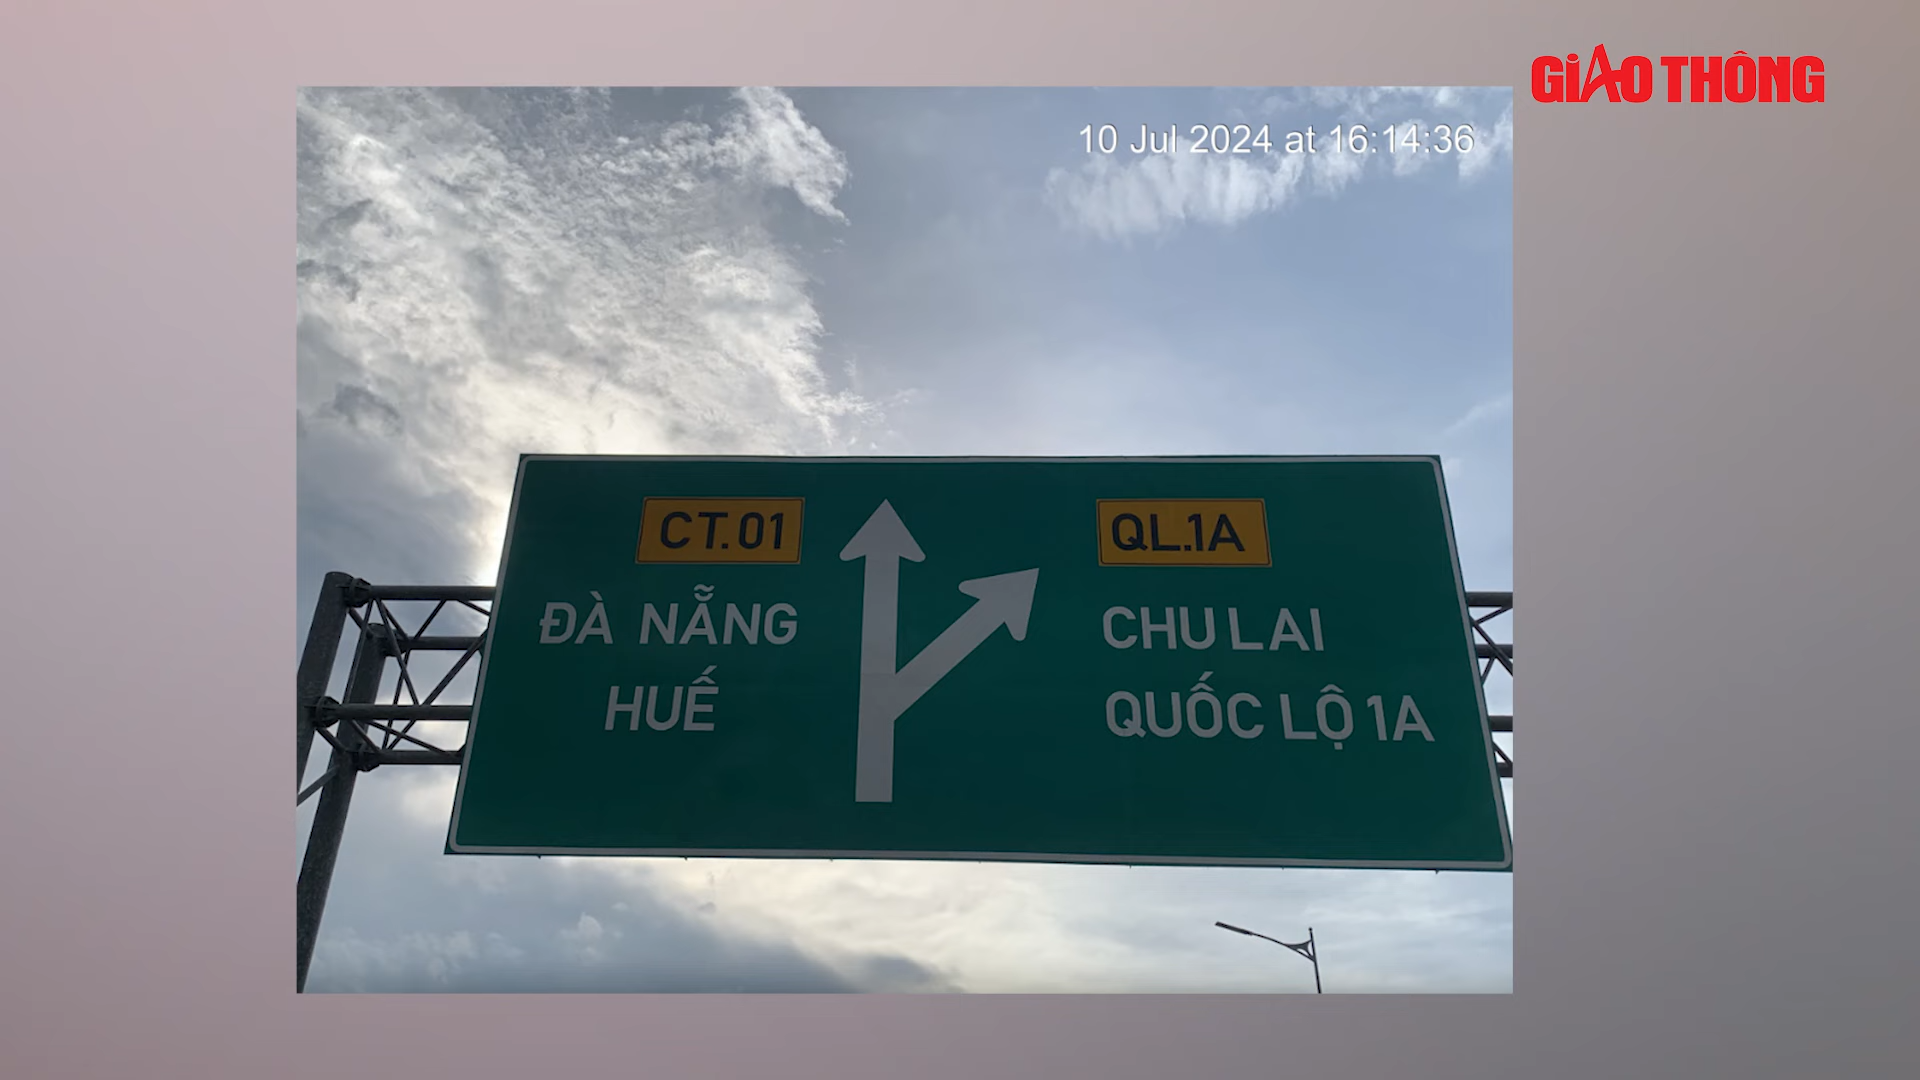 GIAO THÔNG
10 Jul 2024 at 16:14:36
CT.01
ĐÀ NẴNG
HUẾ
QL.1A
CHU LAI
QUỐC LỘ 1A